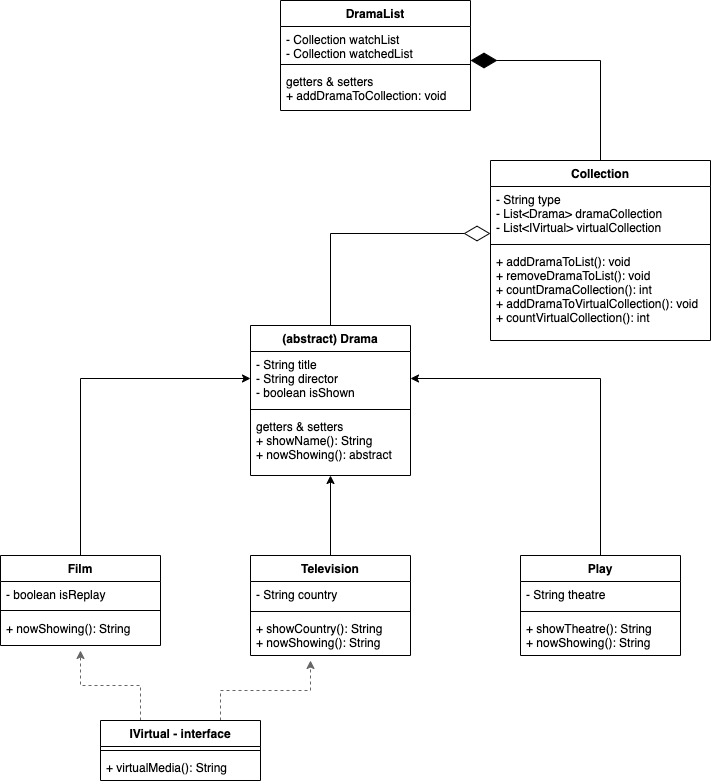 DramaList
- Collection watchList
- Collection watchedList
getters & setters
+ addDramaToCollection: void
Collection
- String type
- List<Drama> dramaCollection
- List<IVirtual> virtualCollection
+ addDramaToList(): void
+ removeDramaToList(): void
+ countDramaCollection(): int
+ addDramaToVirtualCollection(): void
+ countVirtualCollection(): int
(abstract) Drama
- String title
- String director
- boolean isShown
getters & setters
+ showName(): String
+ nowShowing(): abstract
Film
- boolean isReplay
+ nowShowing(): String
Television
- String country
+ showCountry(): String
+ nowShowing(): String
Play
- String theatre
+ showTheatre(): String
+ nowShowing(): String
IVirtual - interface
+ virtualMedia(): String